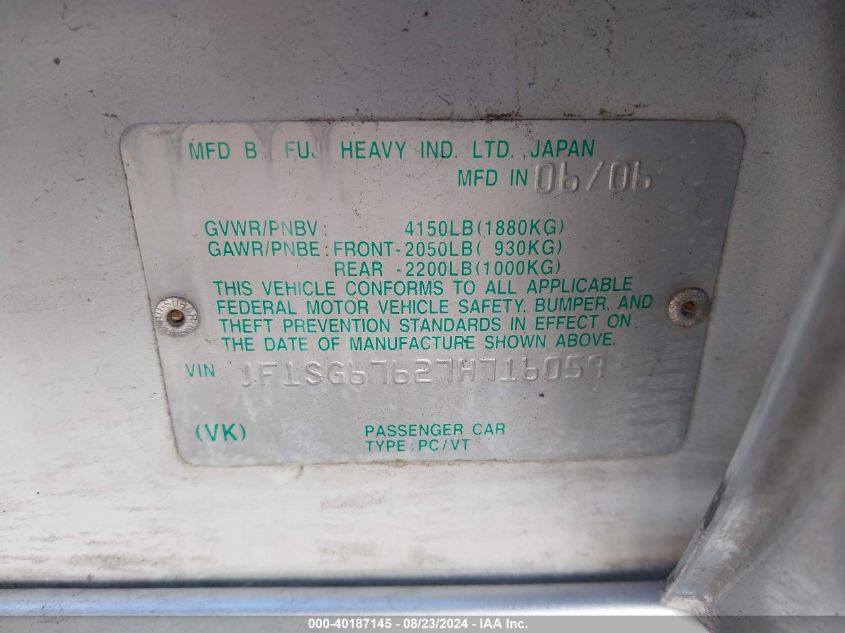 MFD B FUJ HEAVY IND. LTD., JAPAN
MFD IN 06/06
GVWR/PNBV: 4150LB(1880KG)
GAWR/PNBE: FRONT-2050LB( 930KG)
REAR -2200LB(1000KG)
THIS VEHICLE CONFORMS TO ALL APPLICABLE
FEDERAL MOTOR VEHICLE SAFETY, BUMPER, AND
THEFT PREVENTION STANDARDS IN EFFECT ON
THE DATE OF MANUFACTURE SHOWN ABOVE.
VIN JF1SG67627H716059
(VK) PASSENGER CAR
TYPE: PC/VT
000-40187145 - 08/23/2024 - IAA Inc.